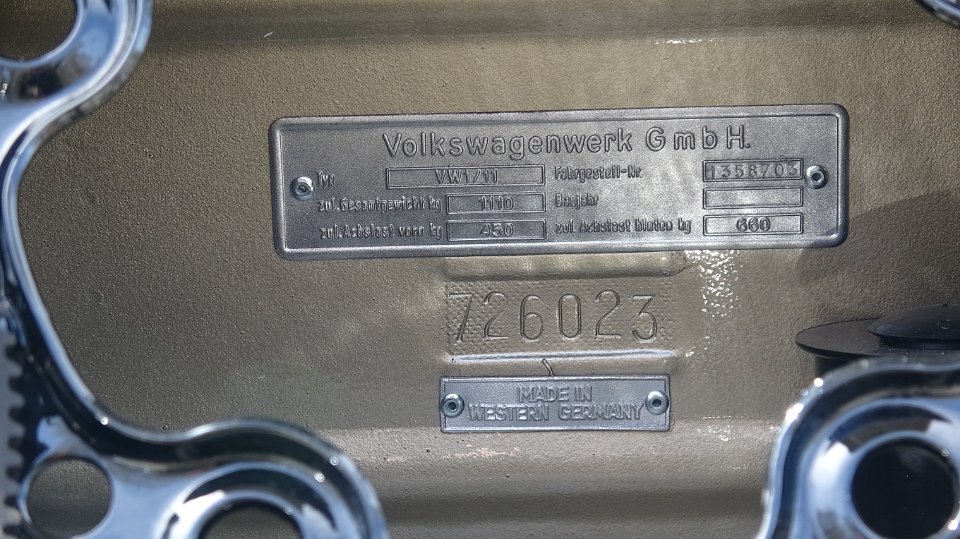 Volkswagenwerk GmbH.
Typ VW1/11 Fahrgestell-Nr. 1358703
zul. Gesamtgewicht kg 1110 Baujahr
zul. Achslast vorn kg 450 zul. Achslast hinten kg 660
726023
MADE IN
WESTERN GERMANY